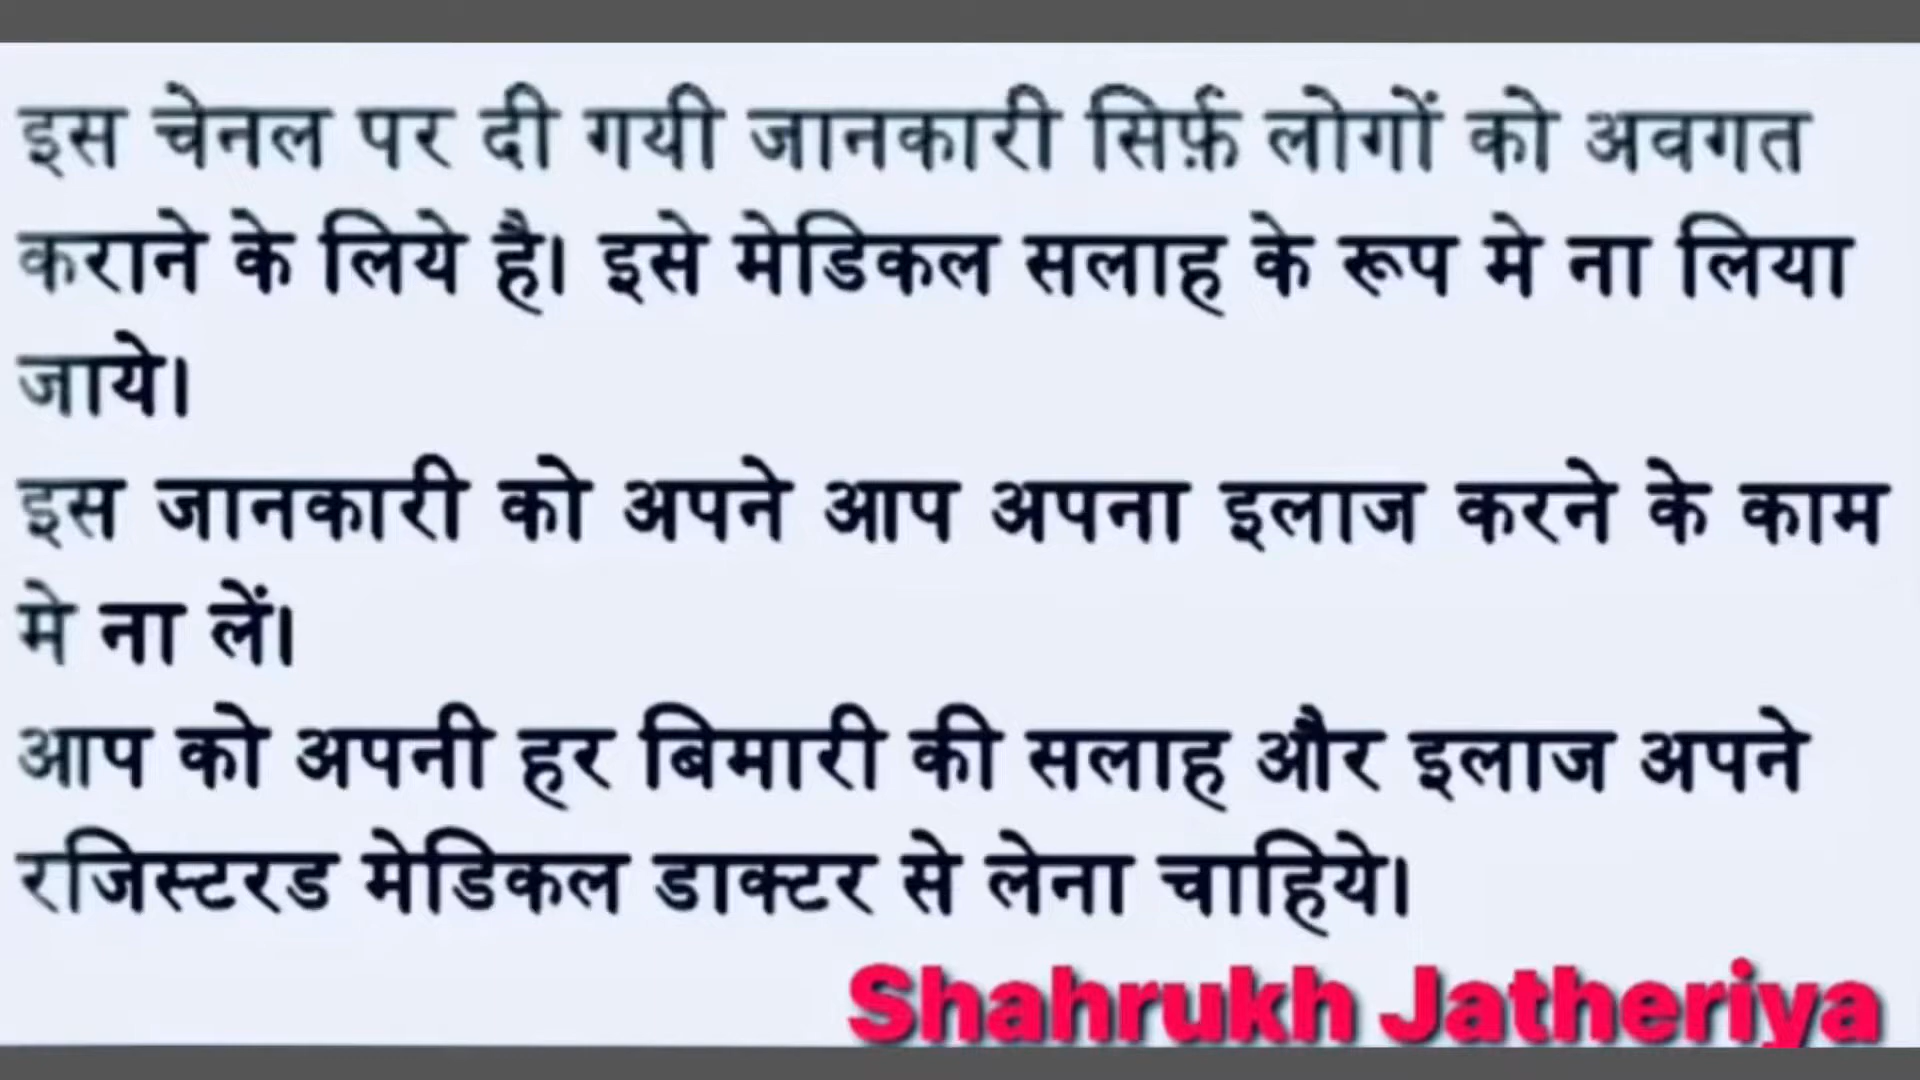 इस चेनल पर दी गयी जानकारी सिर्फ़ लोगों को अवगत
कराने के लिये है। इसे मेडिकल सलाह के रूप मे ना लिया
जाये।
इस जानकारी को अपने आप अपना इलाज करने के काम
मे ना लें।
आप को अपनी हर बिमारी की सलाह और इलाज अपने
रजिस्टरड मेडिकल डाक्टर से लेना चाहिये।
Shahrukh Jatheriya